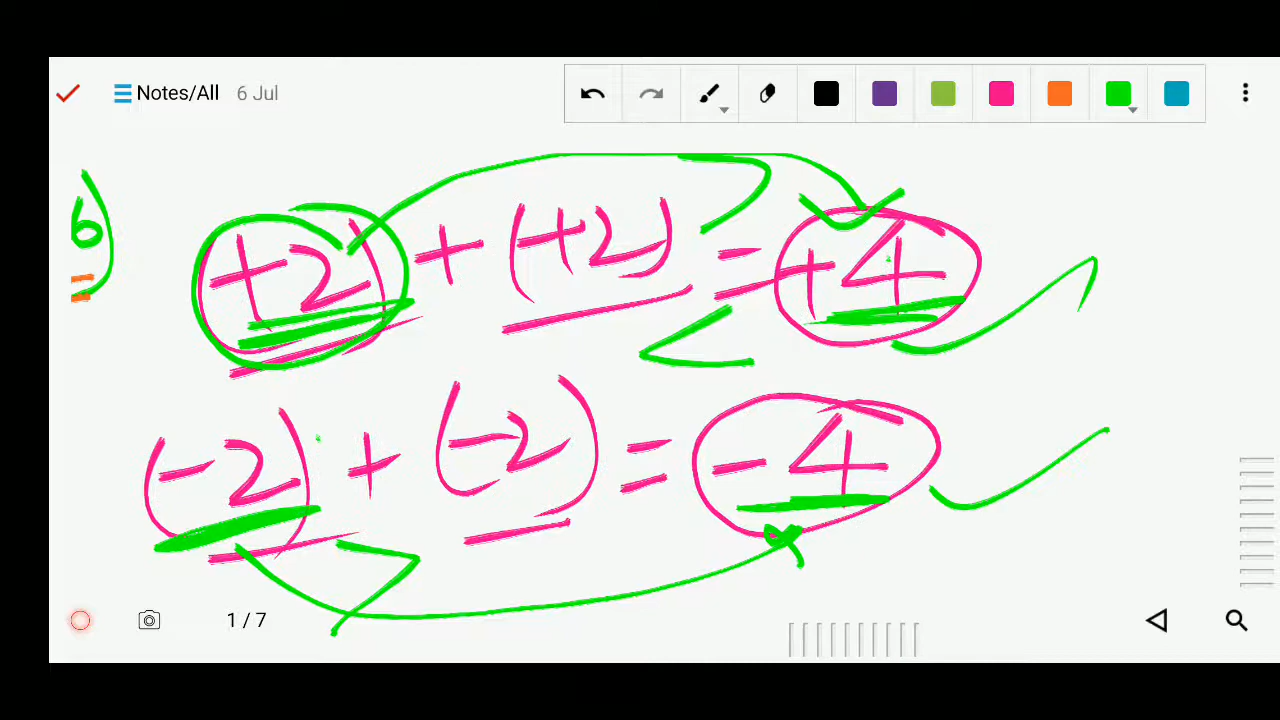 Notes/All 6 Jul
6)
(+2) + (+2) = +4
(-2) + (-2) = -4
1 / 7